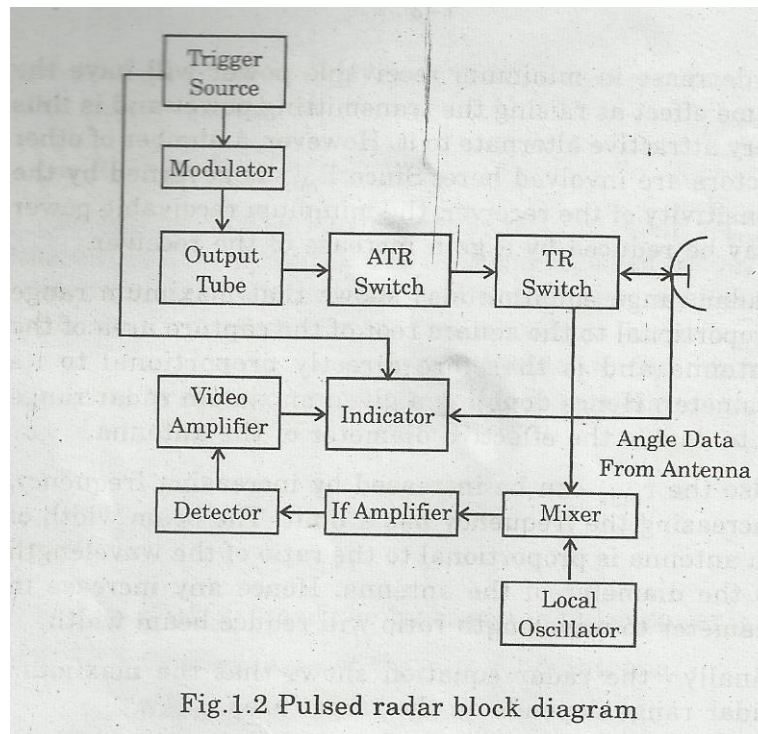 Trigger
Source
Modulator
Output
Tube
ATR
Switch
TR
Switch
Video
Amplifier
Indicator
Angle Data
From Antenna
Detector
If Amplifier
Mixer
Local
Oscillator
Fig.1.2 Pulsed radar block diagram